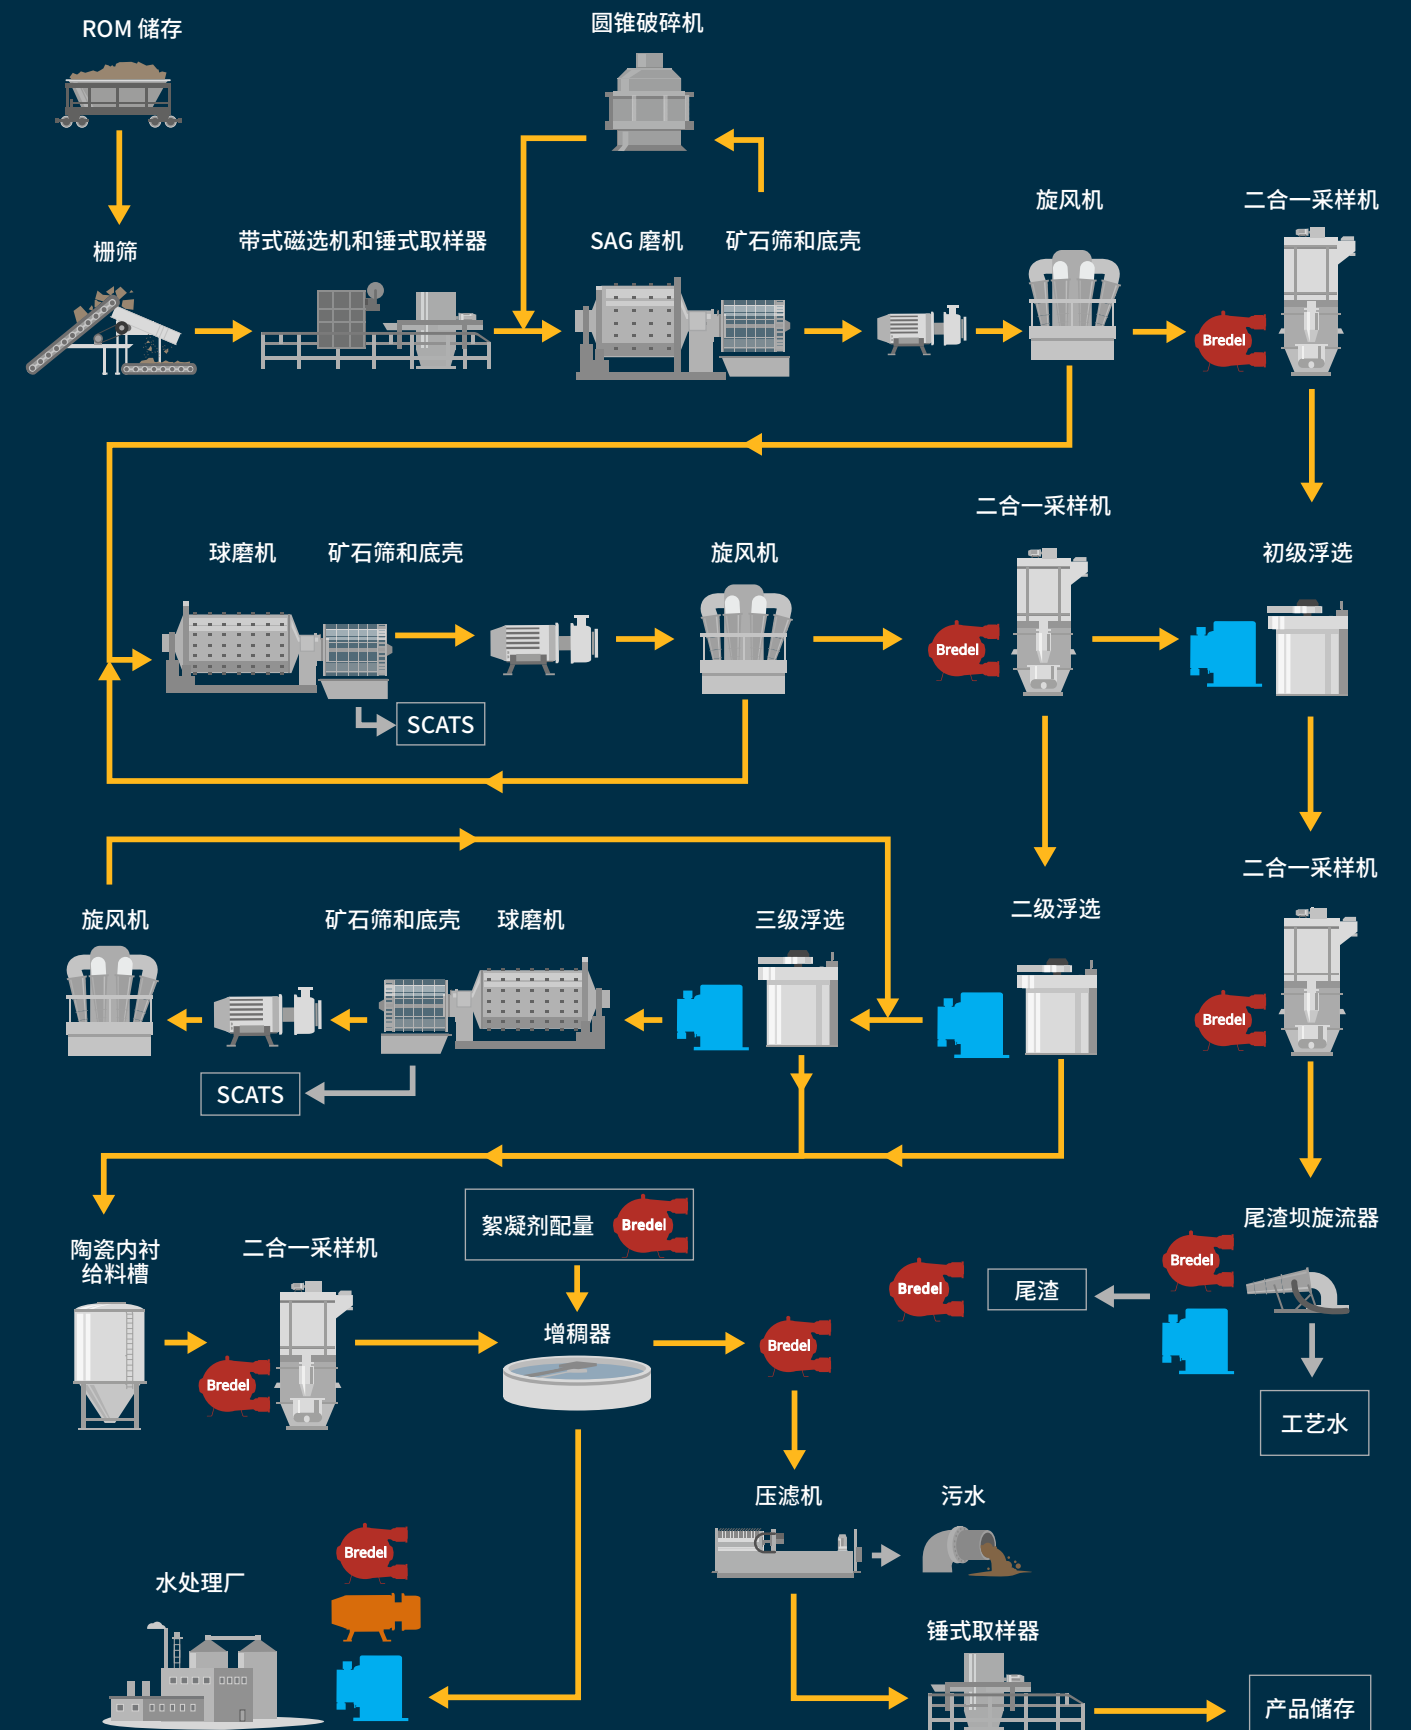 ROM 储存
圆锥破碎机
旋风机
二合一采样机
栅筛
带式磁选机和锤式取样器
SAG 磨机
矿石筛和底壳
Bredel
二合一采样机
球磨机
矿石筛和底壳
旋风机
初级浮选
Bredel
SCATS
二合一采样机
旋风机
矿石筛和底壳
球磨机
三级浮选
二级浮选
Bredel
SCATS
絮凝剂配量
Bredel
尾渣坝旋流器
陶瓷内衬
给料槽
二合一采样机
Bredel
Bredel
尾渣
增稠器
Bredel
Bredel
工艺水
压滤机
污水
Bredel
水处理厂
锤式取样器
产品储存